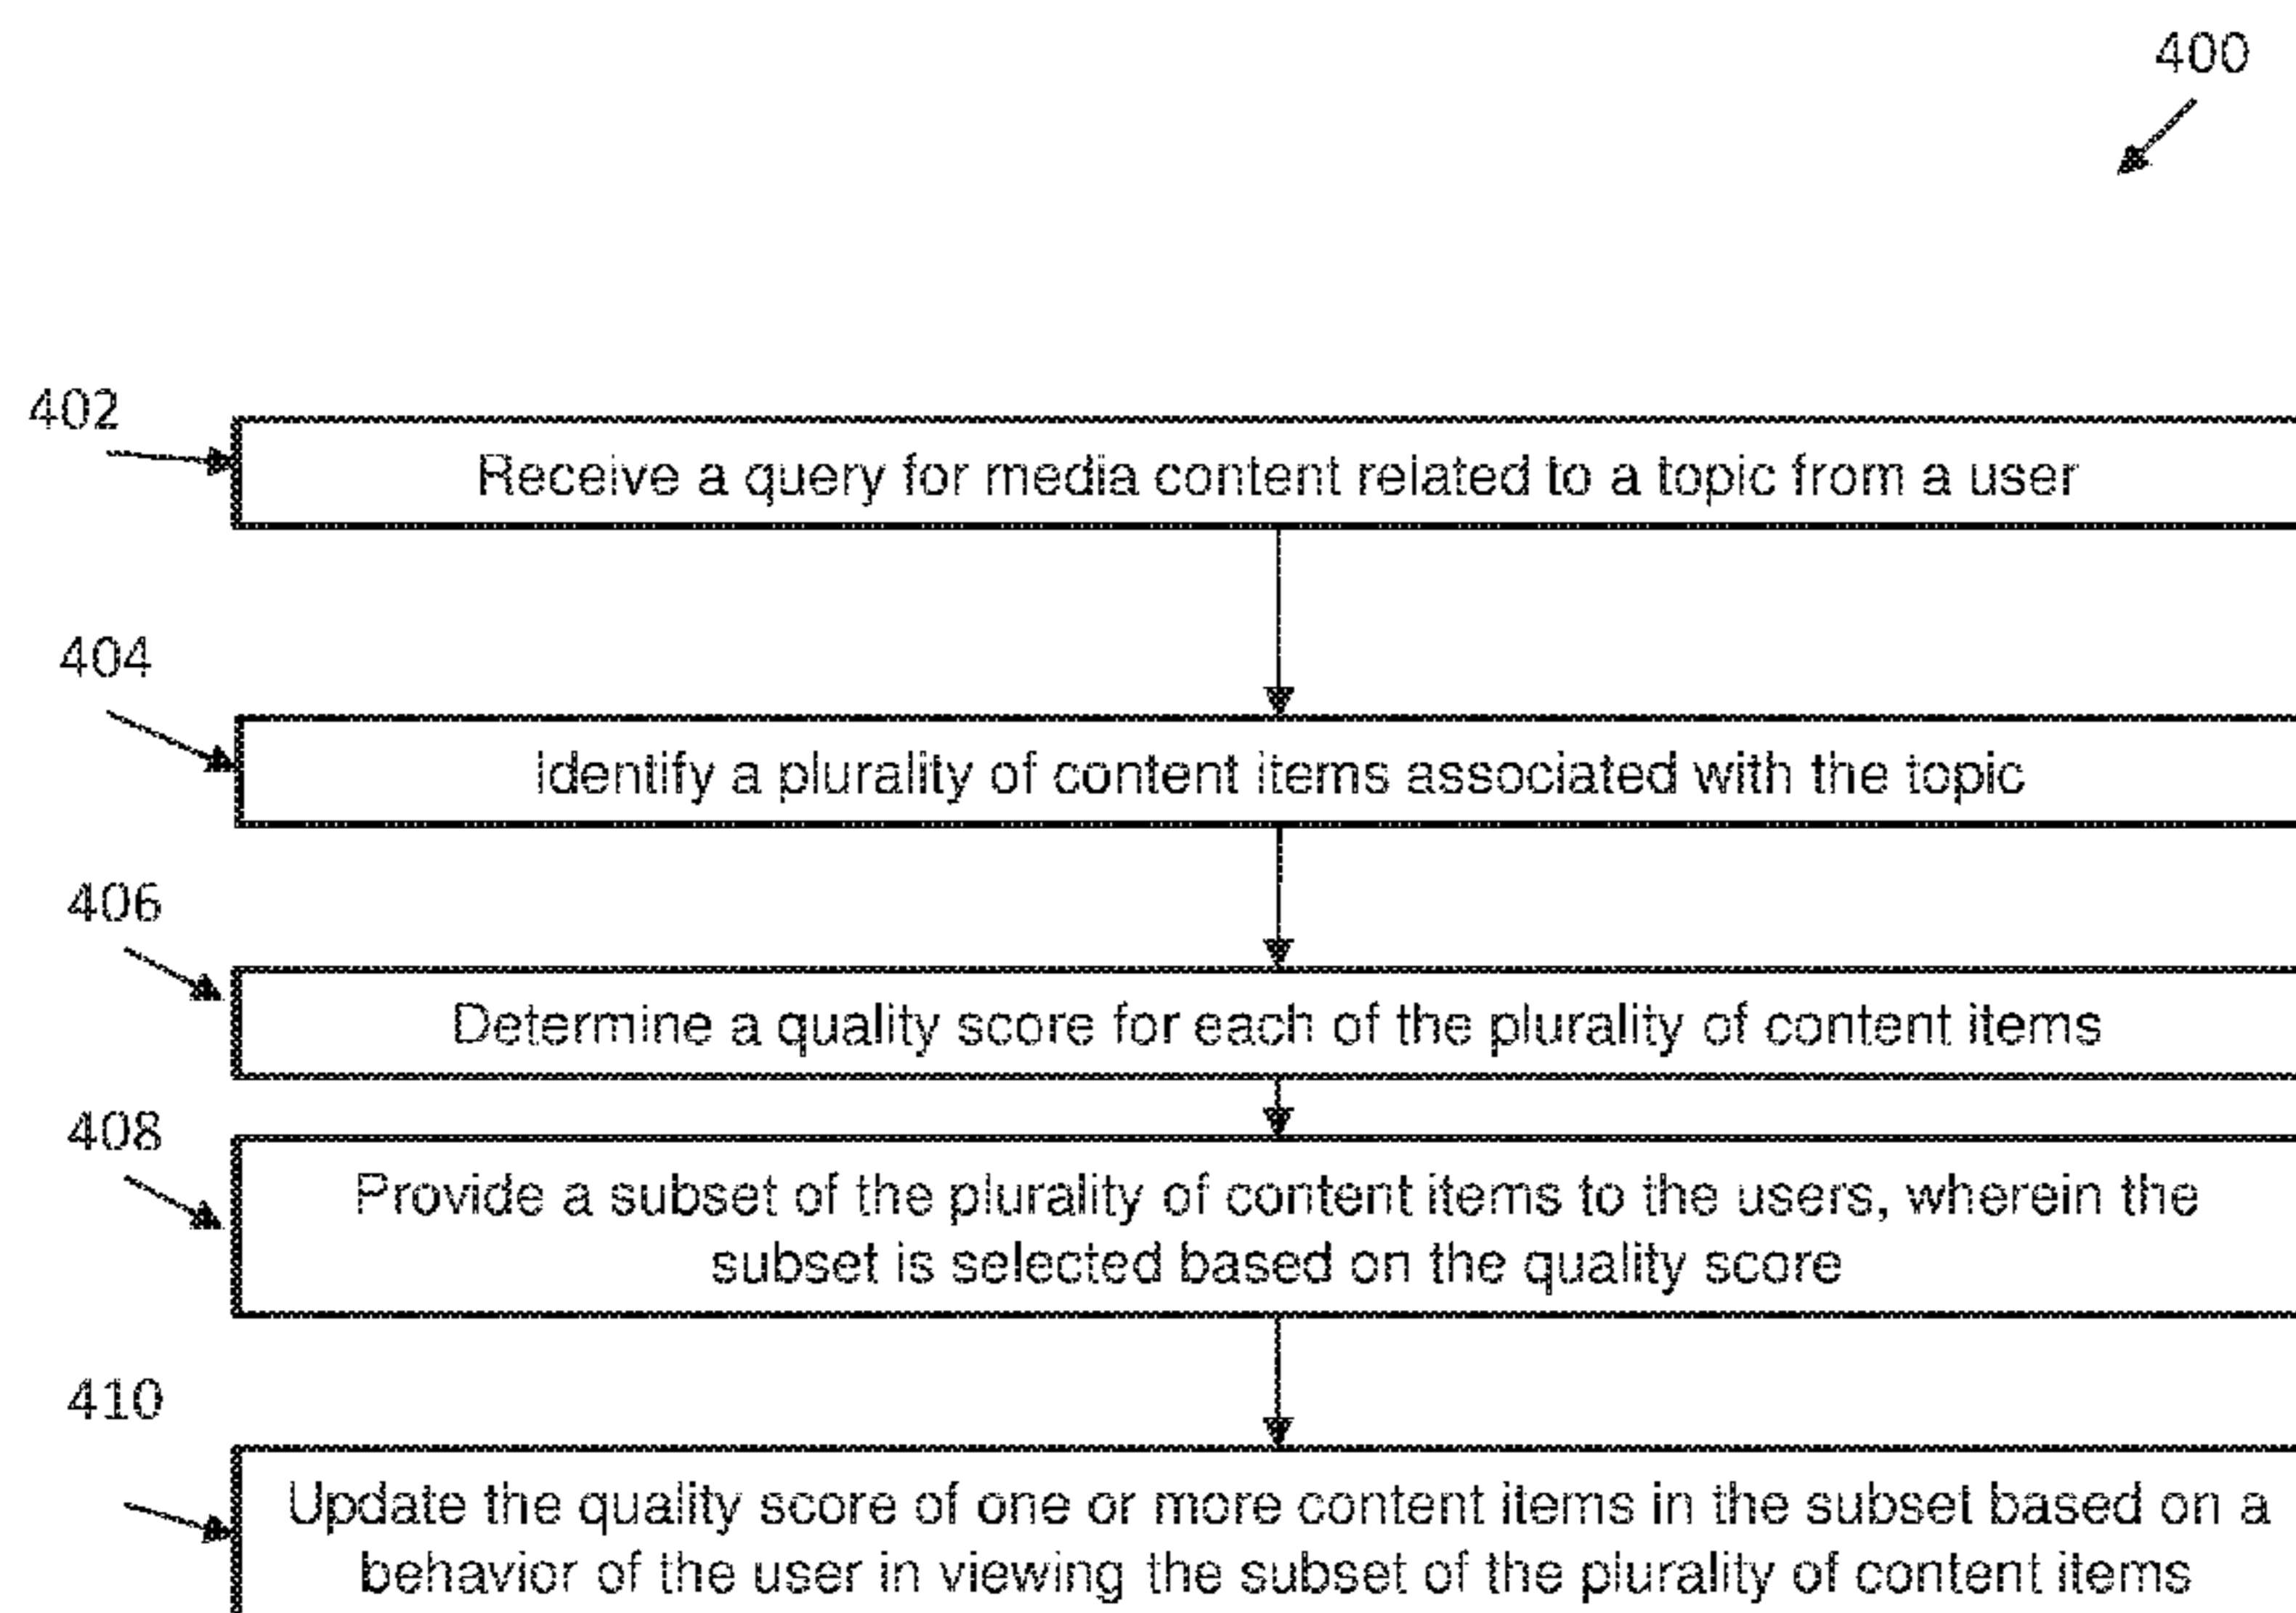 400
402
Receive a query for media content related to a topic from a user
404
Identify a plurality of content items associated with the topic
406
Determine a quality score for each of the plurality of content items
408
Provide a subset of the plurality of content items to the users, wherein the
subset is selected based on the quality score
410
Update the quality score of one or more content items in the subset based on a
behavior of the user in viewing the subset of the plurality of content items